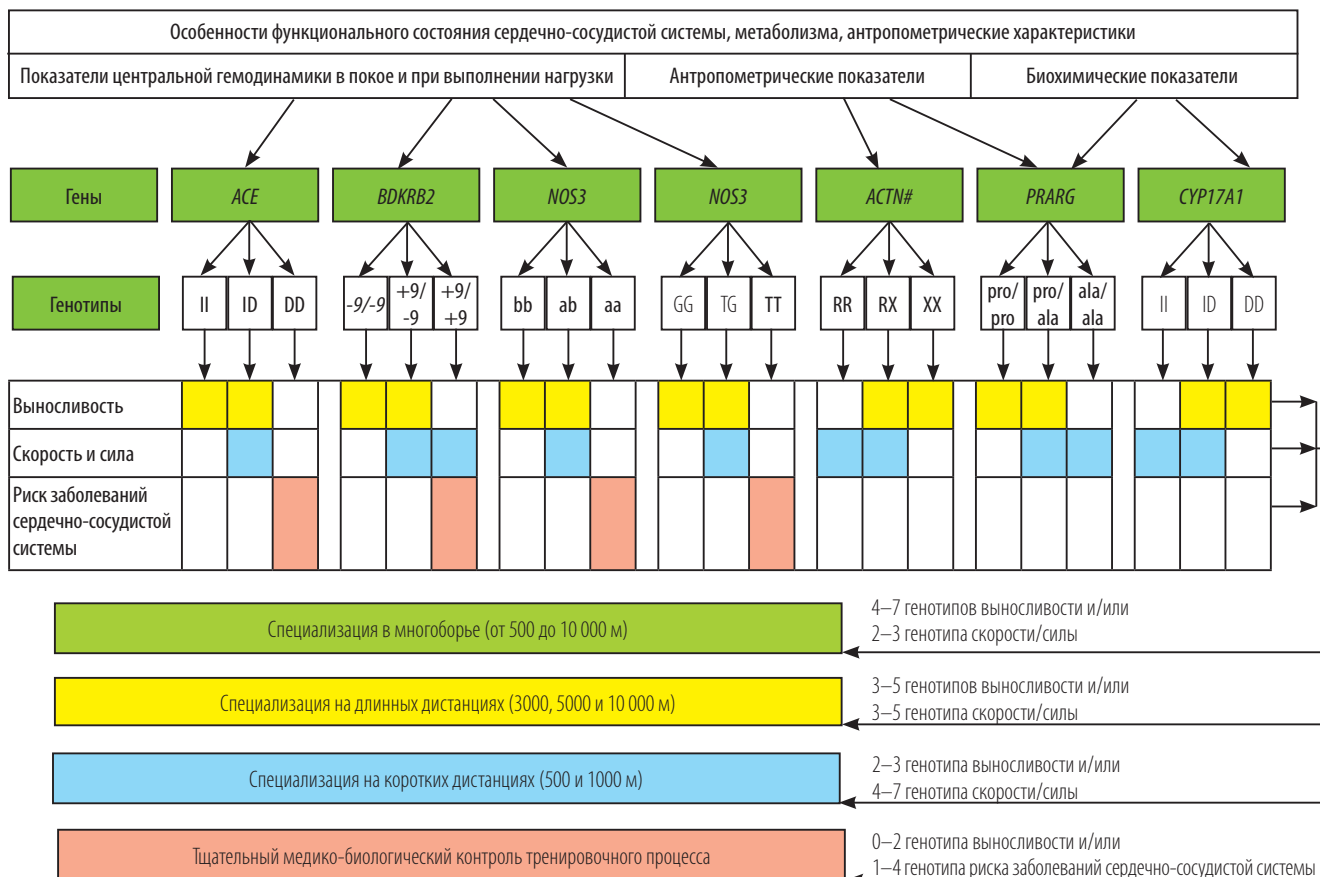 Особенности функционального состояния сердечно-сосудистой системы, метаболизма, антропометрические характеристики
Показатели центральной гемодинамики в покое и при выполнении нагрузки
Антропометрические показатели
Биохимические показатели
Гены
ACE
BDKRB2
NOS3
NOS3
ACTN#
PRARG
CYP17A1
Генотипы
II
ID
DD
-9/-9
+9/
-9
+9/
+9
bb
ab
aa
GG
TG
TT
RR
RX
XX
pro/
pro
pro/
ala
ala/
ala
II
ID
DD
Выносливость
Скорость и сила
Риск заболеваний
сердечно-сосудистой
системы
Специализация в многоборье (от 500 до 10 000 м)
4–7 генотипов выносливости и/или
2–3 генотипа скорости/силы
Специализация на длинных дистанциях (3000, 5000 и 10 000 м)
3–5 генотипов выносливости и/или
3–5 генотипа скорости/силы
Специализация на коротких дистанциях (500 и 1000 м)
2–3 генотипа выносливости и/или
4–7 генотипа скорости/силы
Тщательный медико-биологический контроль тренировочного процесса
0–2 генотипа выносливости и/или
1–4 генотипа риска заболеваний сердечно-сосудистой системы